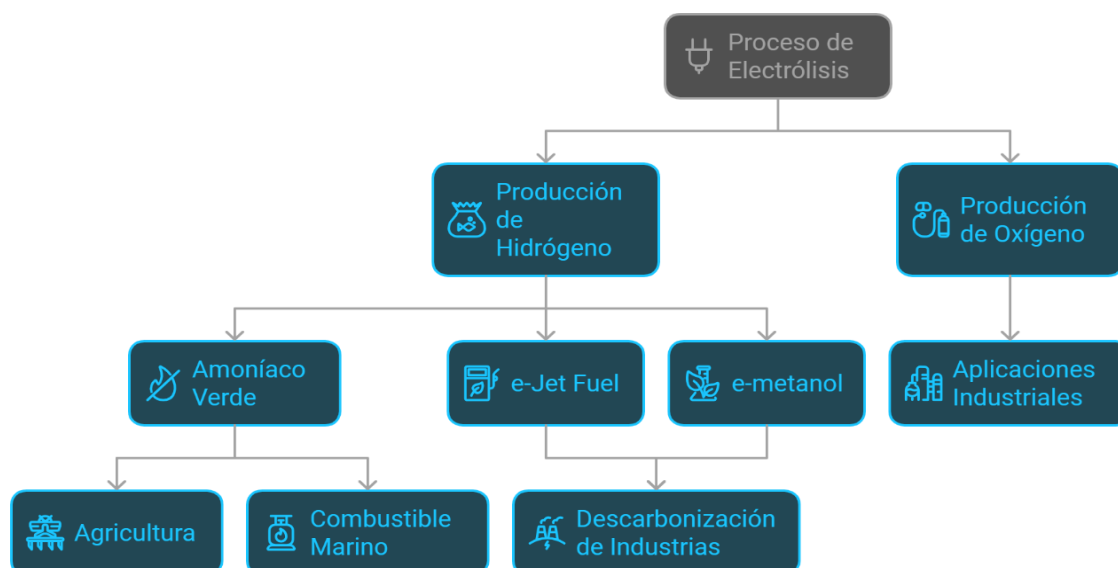 Proceso de
Electrólisis
Producción
de
Hidrógeno
Producción
de Oxígeno
Amoníaco
Verde
e-Jet Fuel
e-metanol
Aplicaciones
Industriales
Agricultura
Combustible
Marino
Descarbonización
de Industrias